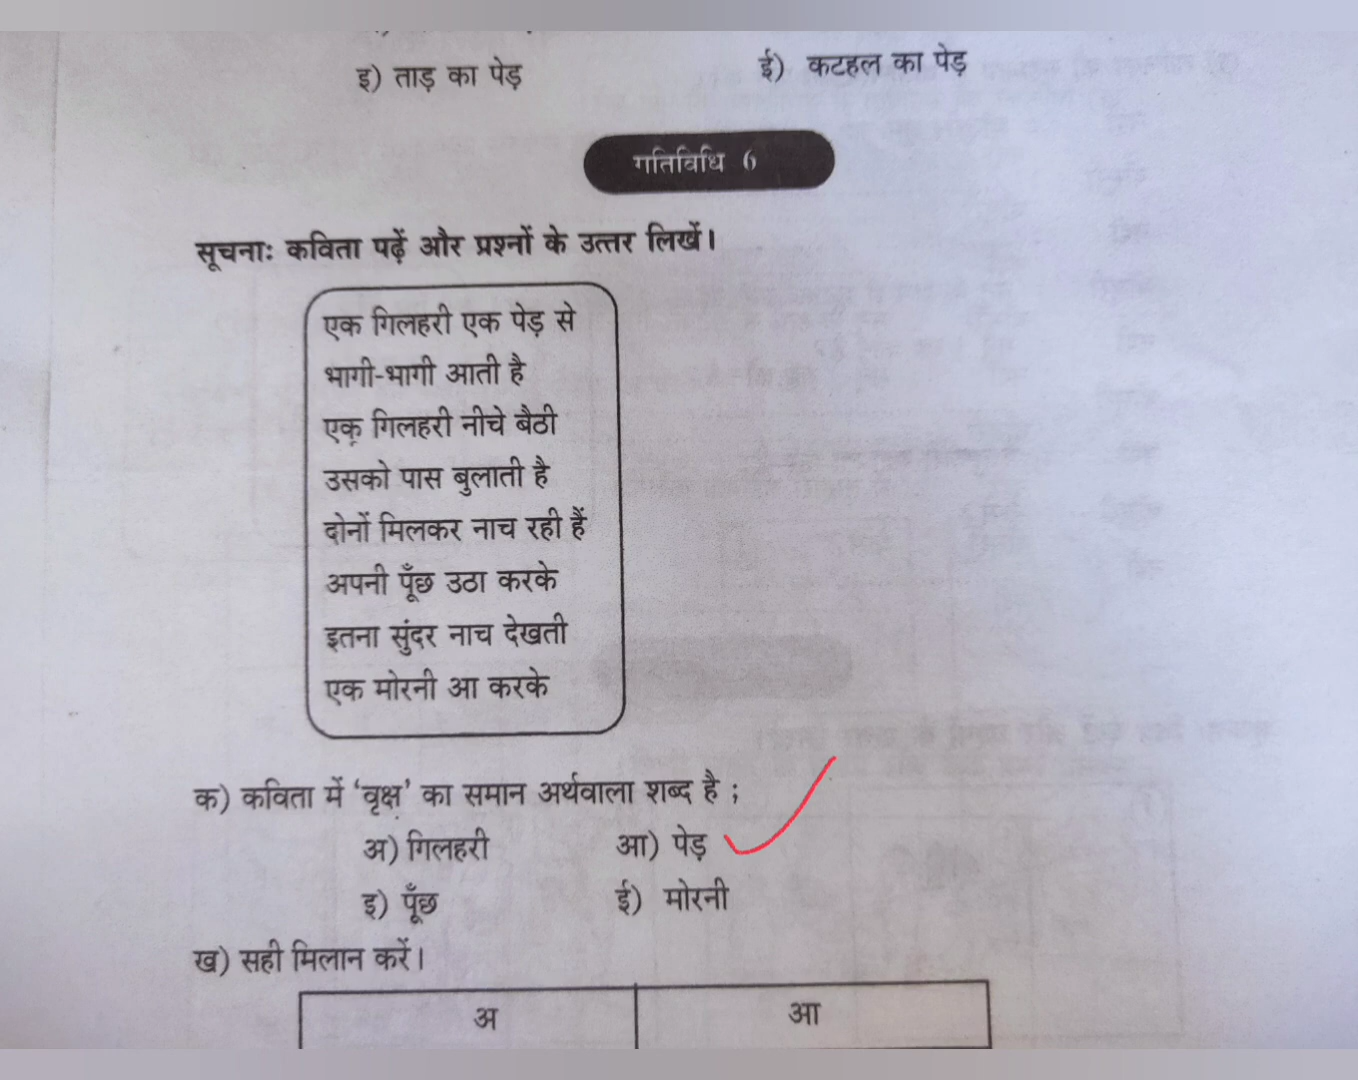 इ) ताड़ का पेड़
ई) कटहल का पेड़
गतिविधि 6
सूचनाः कविता पढ़ें और प्रश्नों के उत्तर लिखें।
एक गिलहरी एक पेड़ से
भागी-भागी आती है
एक गिलहरी नीचे बैठी
उसको पास बुलाती है
दोनों मिलकर नाच रही हैं
अपनी पूँछ उठा करके
इतना सुंदर नाच देखती
एक मोरनी आ करके
क) कविता में ‘वृक्ष’ का समान अर्थवाला शब्द है ;
अ) गिलहरी
आ) पेड़
इ) पूँछ
ई) मोरनी
ख) सही मिलान करें।
अ
आ